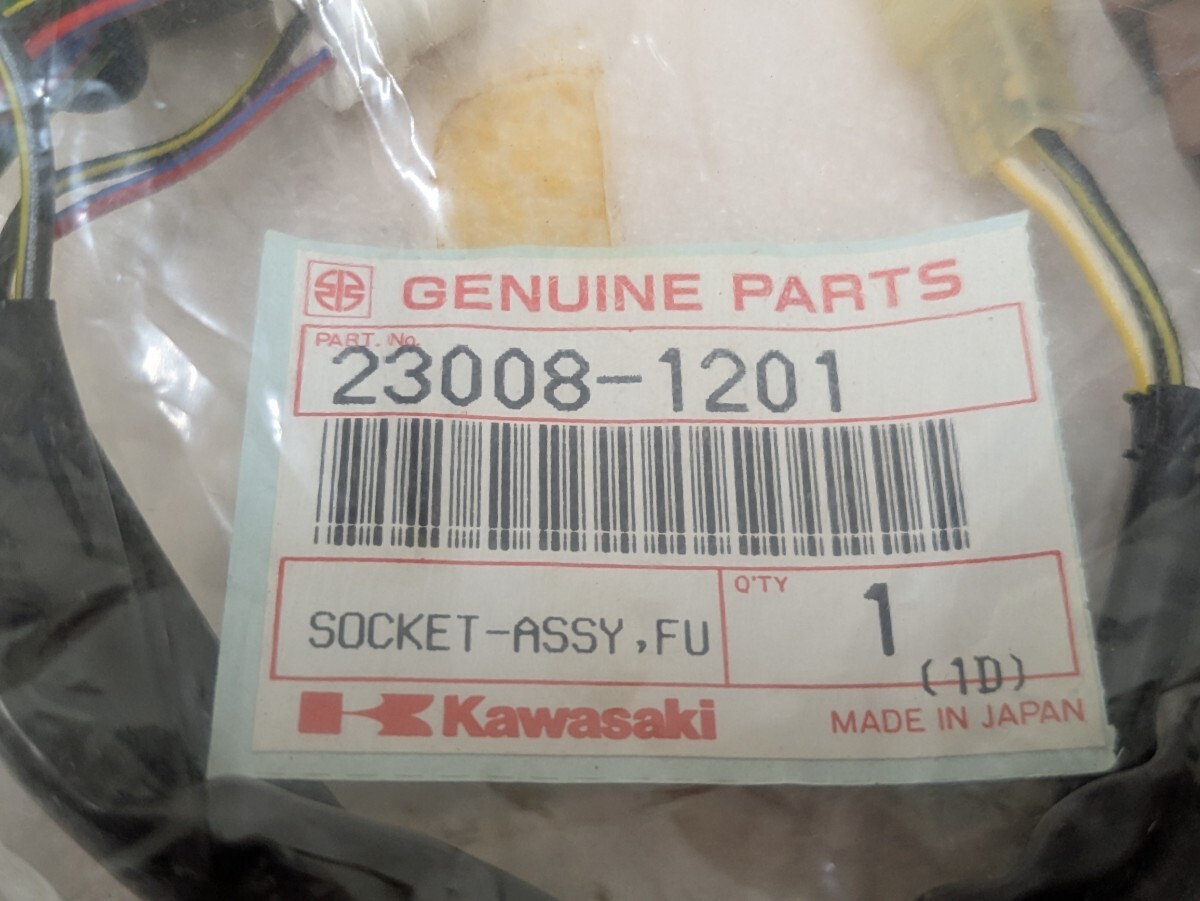 GENUINE PARTS
PART. No.
23008-1201
SOCKET-ASSY,FU
Q'TY
1
(1D)
Kawasaki
MADE IN JAPAN